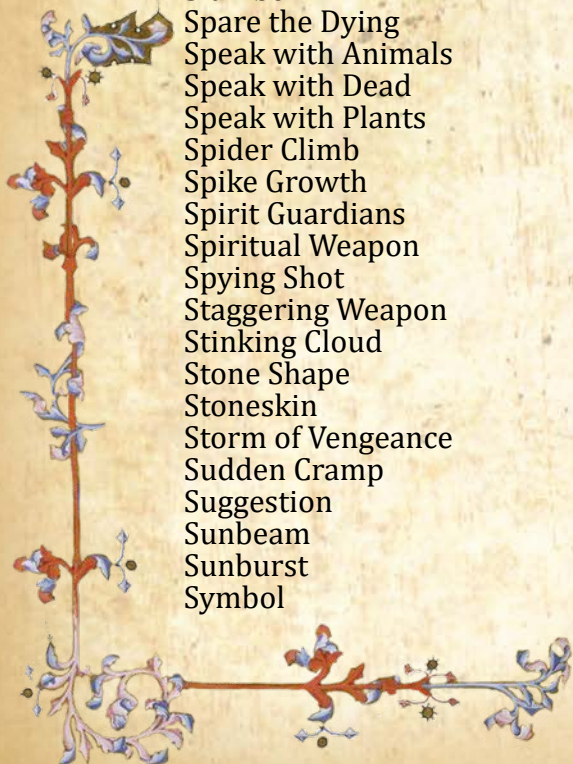 Spare the Dying
Speak with Animals
Speak with Dead
Speak with Plants
Spider Climb
Spike Growth
Spirit Guardians
Spiritual Weapon
Spying Shot
Staggering Weapon
Stinking Cloud
Stone Shape
Stoneskin
Storm of Vengeance
Sudden Cramp
Suggestion
Sunbeam
Sunburst
Symbol